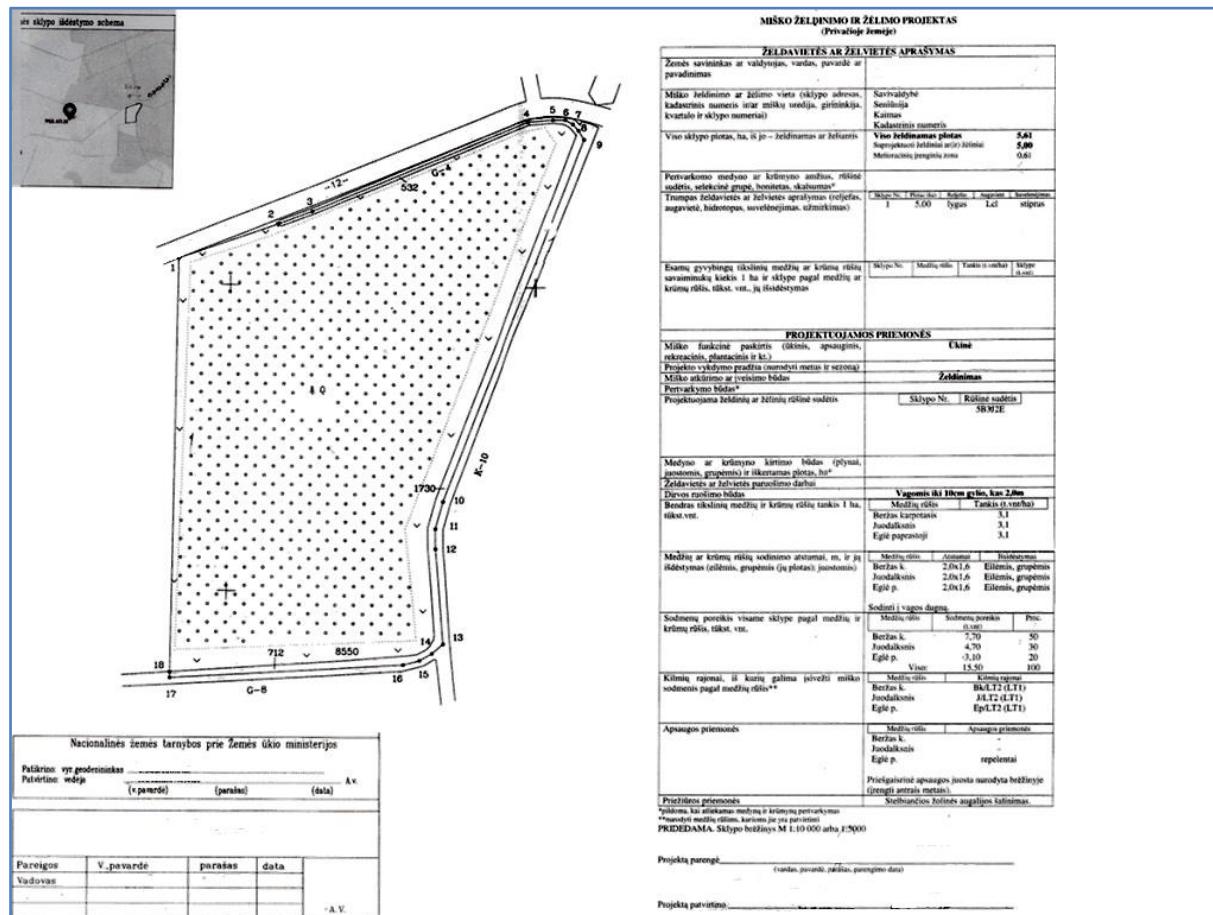 sklypo išdėstymo schema
1
2
3
4
5
6
7
8
9
10
11
12
13
14
15
16
17
18
-12-
G-4
532
K-10
1730
712
8550
G-8
Nacionalinės žemės tarnybos prie Žemės ūkio ministerijos
Patikrino: vyr. geodezininkas
Patvirtino: vedėja A.v.
(v.pavardė) (parašas) (data)
Pareigos V.,pavardė parašas data
Vadovas
A.V.
MIŠKO ŽELDINIMO IR ŽĖLIMO PROJEKTAS
(Privačioje žemėje)
ŽELDAVIETĖS AR ŽELVIETĖS APRAŠYMAS
Žemės savininkas ar valdytojas, vardas, pavardė ar
pavadinimas
Miško želdinimo ar žėlimo vieta (sklypo adresas,
kadastrinis numeris ir/ar miškų urėdija, girininkija,
kvartalo ir sklypo numeriai)
Savivaldybė
Seniūnija
Kaimas
Kadastrinis numeris
Viso sklypo plotas, ha, iš jo – želdinamas ar želiantis
Viso želdinamas plotas 5,61
Suprojektuoti želdiniai ar(ir) žėliniai 5,00
Melioracinių įrenginių zona 0,61
Pertvarkomo medyno ar krūmyno amžius, rūšinė
sudėtis, selekcinė grupė, bonitetas, skalsumas*
Trumpas želdavietės ar želvietės aprašymas (reljefas,
augavietė, hidrotopas, suvelėnėjimas, užmirkimas)
Sklypo Nr. Plotas (ha) Reljefas Augavietė Suvelėnėjimas
1 5.00 lygus Lcl stiprus
Esamų gyvybingų tikslinių medžių ar krūmų rūšių
savaiminukų kiekis 1 ha ir sklype pagal medžių ar
krūmų rūšis, tūkst. vnt., jų išsidėstymas
Sklypo Nr. Medžių rūšis Tankis (t.vnt/ha) Sklype
(t.vnt)
PROJEKTUOJAMOS PRIEMONĖS
Miško funkcinė paskirtis (ūkinis, apsauginis,
rekreacinis, plantacinis ir kt.)
Ūkinė
Projekto vykdymo pradžia (nurodyti metus ir sezoną)
Miško atkūrimo ar įveisimo būdas Želdinimas
Pertvarkymo būdas*
Projektuojama želdinių ar žėlinių rūšinė sudėtis
Sklypo Nr. Rūšinė sudėtis
Medyno ar krūmyno kirtimo būdas (plynai,
juostomis, grupėmis) ir iškertamas plotas, ha*
Želdavietės ar želvietės paruošimo darbai
Dirvos ruošimo būdas Vagomis iki 10cm gylio, kas 2,0m
Bendras tikslinių medžių ir krūmų rūšių tankis 1 ha,
tūkst.vnt.
Medžių rūšis Tankis (t.vnt/ha)
Beržas karpotasis 3,1
Juodalksnis 3,1
Eglė paprastoji 3,1
Medžių ar krūmų rūšių sodinimo atstumai, m, ir jų
išdėstymas (eilėmis, grupėmis (jų plotas); juostomis)
Medžių rūšis Atstumai Išsidėstymas
Beržas k. 2,0x1,6 Eilėmis, grupėmis
Juodalksnis 2,0x1,6 Eilėmis, grupėmis
Eglė p. 2,0x1,6 Eilėmis, grupėmis
Sodinti į vagos dugną.
Sodmenų poreikis visame sklype pagal medžių ir
krūmų rūšis, tūkst. vnt.
Medžių rūšis Sodmenų poreikis Proc.
(t.vnt)
Beržas k. 7,70 50
Juodalksnis 4,70 30
Eglė p. 3,10 20
Viso: 15,50 100
Kilmių rajonai, iš kurių galima įsivežti miško
sodmenis pagal medžių rūšis**
Medžių rūšis Kilmių rajonai
Beržas k. Bk/LT2 (LT1)
Juodalksnis J/LT2 (LT1)
Eglė p. Ep/LT2 (LT1)
Apsaugos priemonės
Medžių rūšis Apsaugos priemonės
Beržas k. -
Juodalksnis -
Eglė p. repelentai
Priešgaisrinė apsaugos juosta nurodyta brėžinyje
(įrengti antrais metais).
Priežiūros priemonės Stelbiančios žolinės augalijos šalinimas.
*pildoma, kai atliekamas medynų ir krūmynų pertvarkymas
**nurodyti medžių rūšims, kurioms jie yra patvirtinti
PRIDEDAMA. Sklypo brėžinys M 1:10 000 arba 1:5000
Projektą parengė
(vardas, pavardė, parašas, parengimo data)
Projektą patvirtino